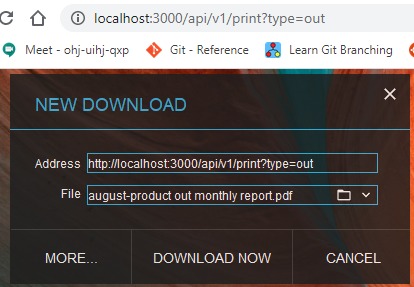 localhost:3000/api/v1/print?type=out
Meet - ohj-uihj-qxp
Git - Reference
Learn Git Branching
NEW DOWNLOAD
Address
http://localhost:3000/api/v1/print?type=out
File
august-product out monthly report.pdf
MORE...
DOWNLOAD NOW
CANCEL